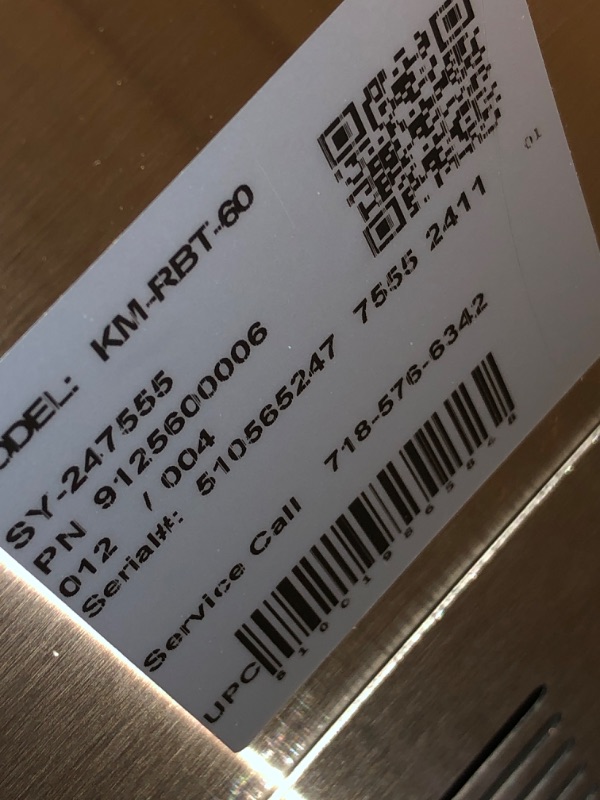 ODEL: KM-RBT-60
SY-247555
PN 9125600006
012 / 004
Serial#: 510565247 7555 2411
Service Call 718-576-6342
UPC
01